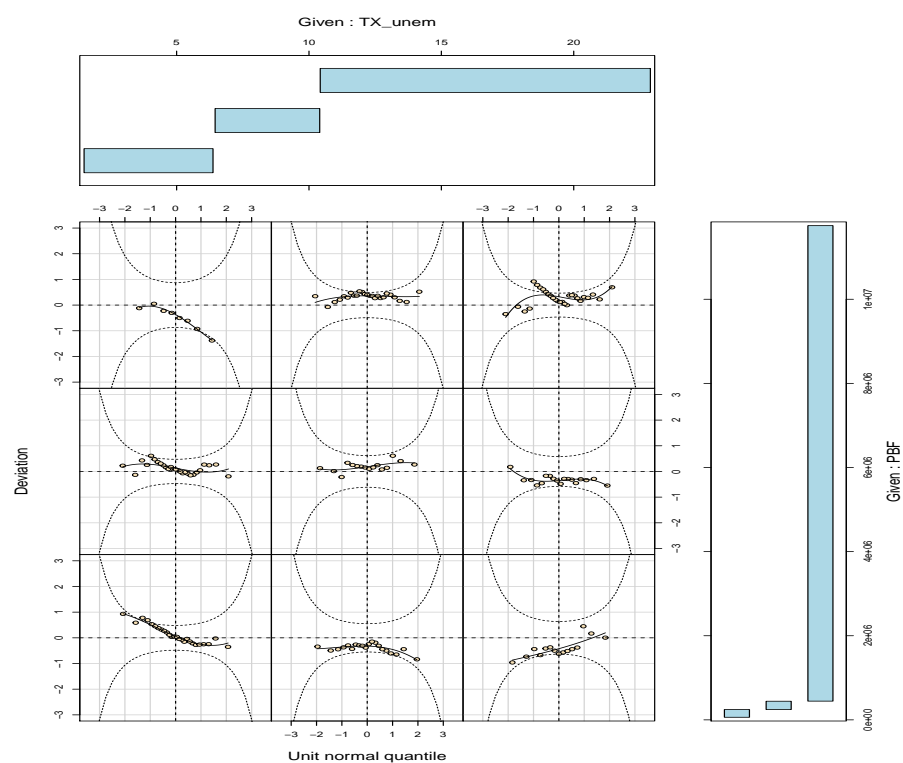 Given : TX_unem
5 10 15 20
−3 −2 −1 0 1 2 3 −3 −2 −1 0 1 2 3
−3 −2 −1 0 1 2 3
−3 −2 −1 0 1 2 3
−3 −2 −1 0 1 2 3
Deviation
−3 −2 −1 0 1 2 3
Unit normal quantile
0e+00 2e+06 4e+06 6e+06 8e+06 1e+07
Given : PBF